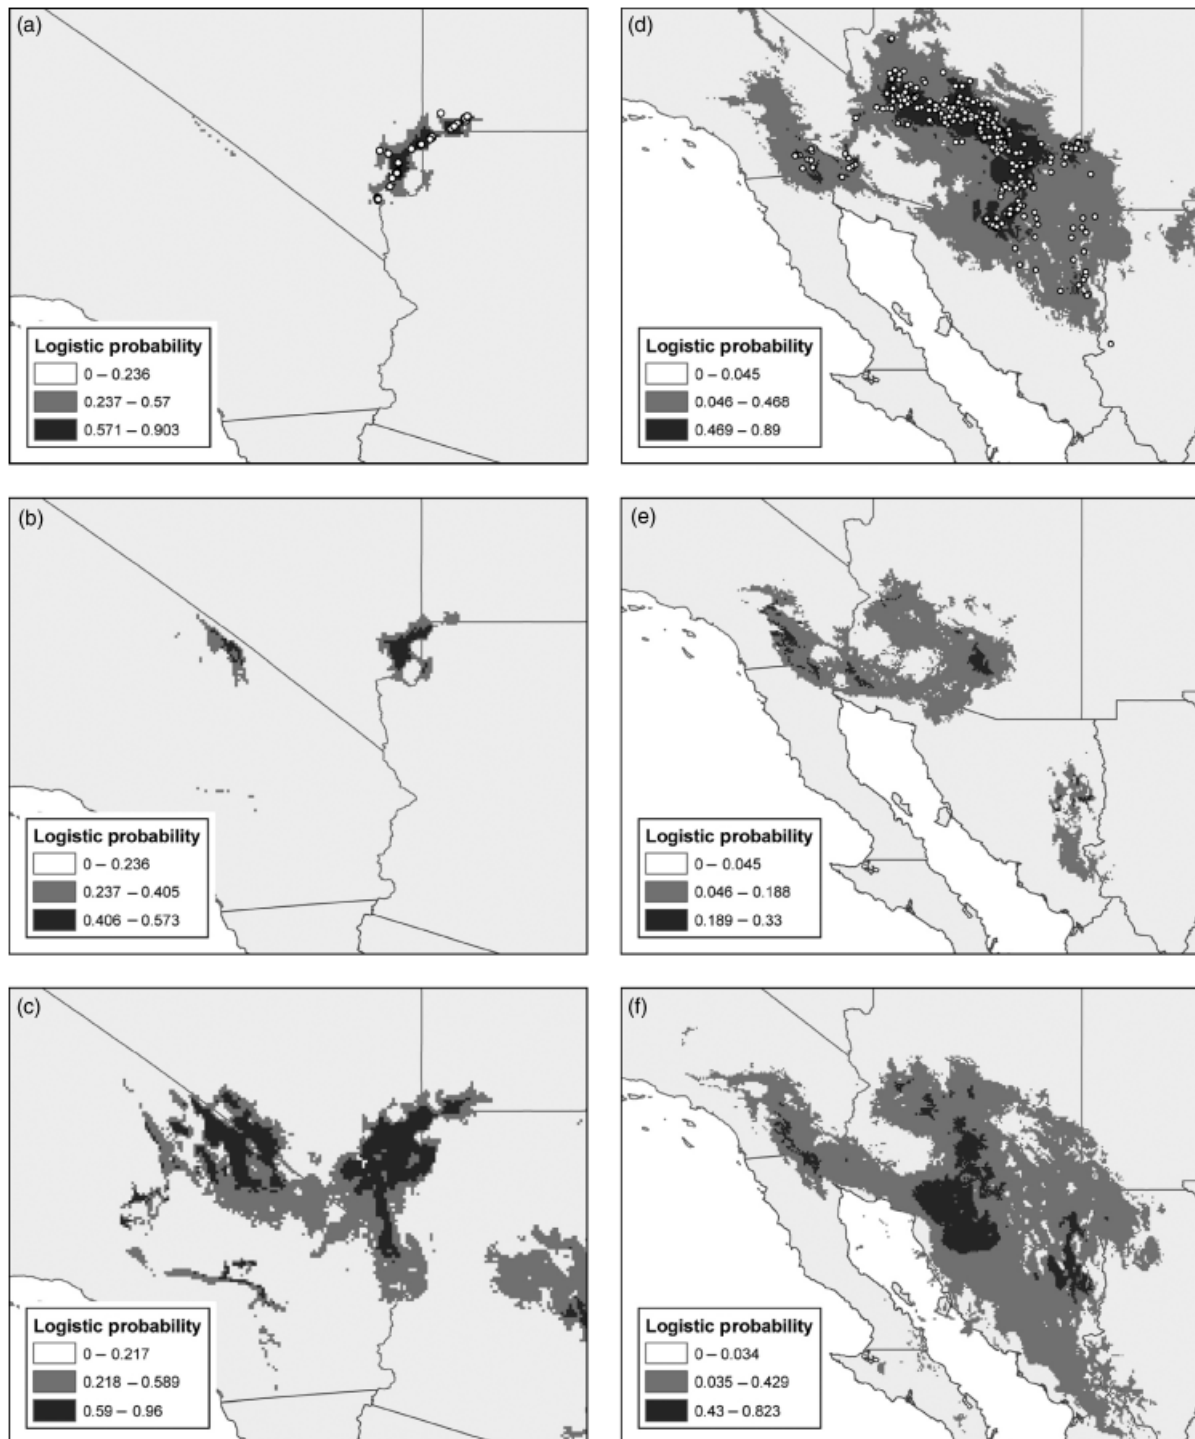 (a)
Logistic probability
0 – 0.236
0.237 – 0.57
0.571 – 0.903
(b)
Logistic probability
0 – 0.236
0.237 – 0.405
0.406 – 0.573
(c)
Logistic probability
0 – 0.217
0.218 – 0.589
0.59 – 0.96
(d)
Logistic probability
0 – 0.045
0.046 – 0.468
0.469 – 0.89
(e)
Logistic probability
0 – 0.045
0.046 – 0.188
0.189 – 0.33
(f)
Logistic probability
0 – 0.034
0.035 – 0.429
0.43 – 0.823